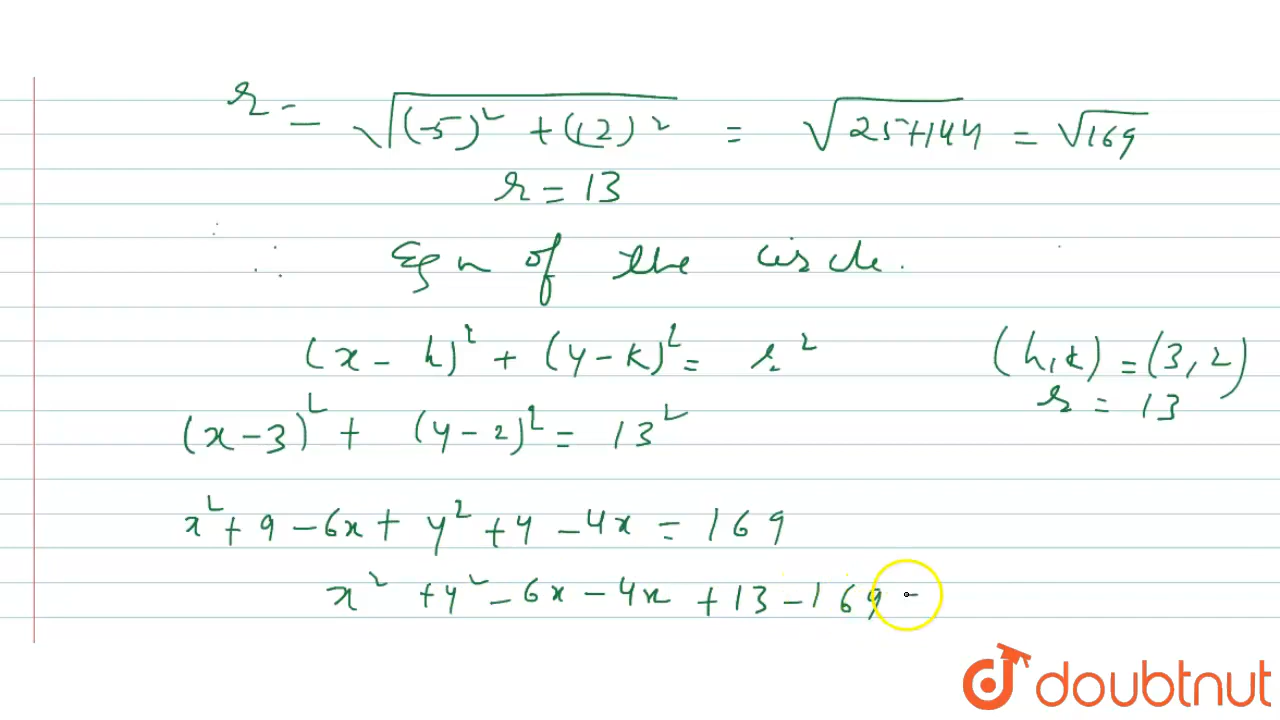 r = √((-5)² + (12)²) = √(25+144) = √169
r = 13
∴ Eqn of the circle.
(x - h)² + (y - k)² = r²
(h, k) = (3, 2)
r = 13
(x - 3)² + (y - 2)² = 13²
x² + 9 - 6x + y² + 4 - 4x = 169
x² + y² - 6x - 4x + 13 - 169 -
doubtnut